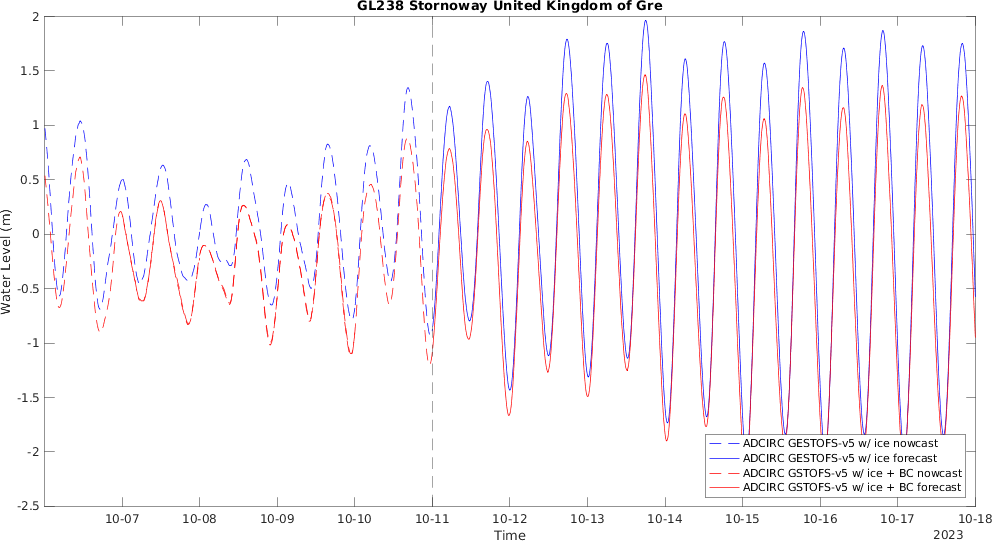 GL238 Stornoway United Kingdom of Gre
2
1.5
1
0.5
0
-0.5
-1
-1.5
-2
-2.5
Water Level (m)
ADCIRC GESTOFS-v5 w/ ice nowcast
ADCIRC GESTOFS-v5 w/ ice forecast
ADCIRC GSTOFS-v5 w/ ice + BC nowcast
ADCIRC GSTOFS-v5 w/ ice + BC forecast
10-07 10-08 10-09 10-10 10-11 10-12 10-13 10-14 10-15 10-16 10-17 10-18
Time
2023